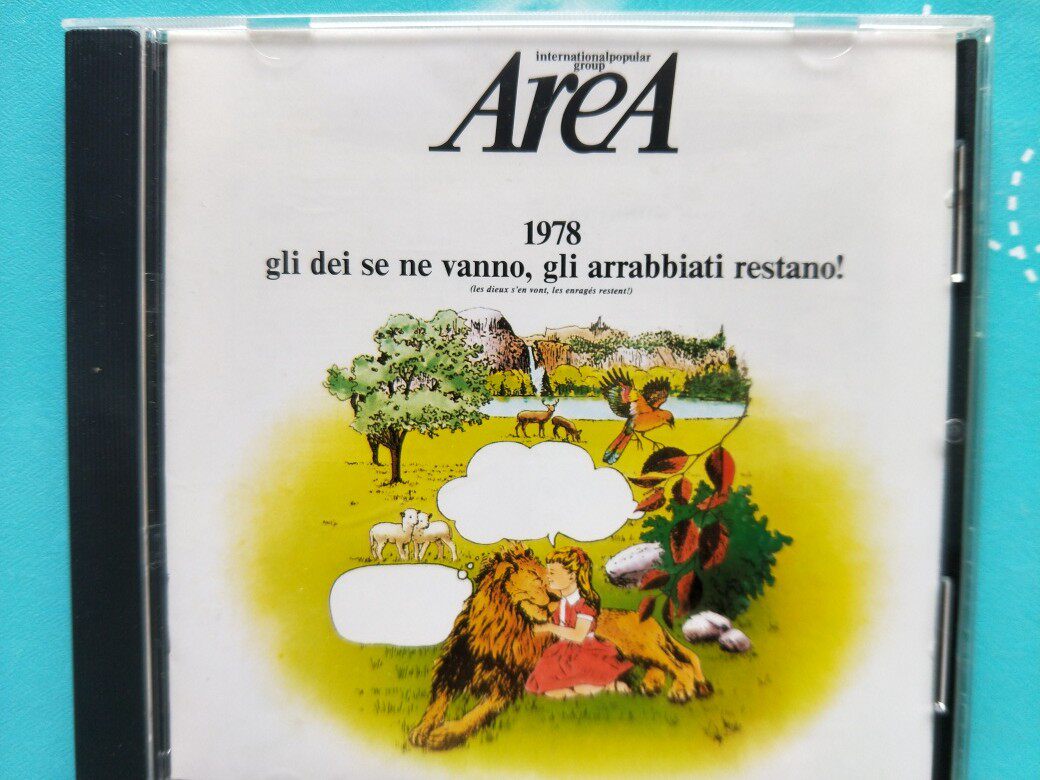 internationalpopular
group
AreA
1978
gli dei se ne vanno, gli arrabbiati restano!
(les dieux s'en vont, les enragés restent!)